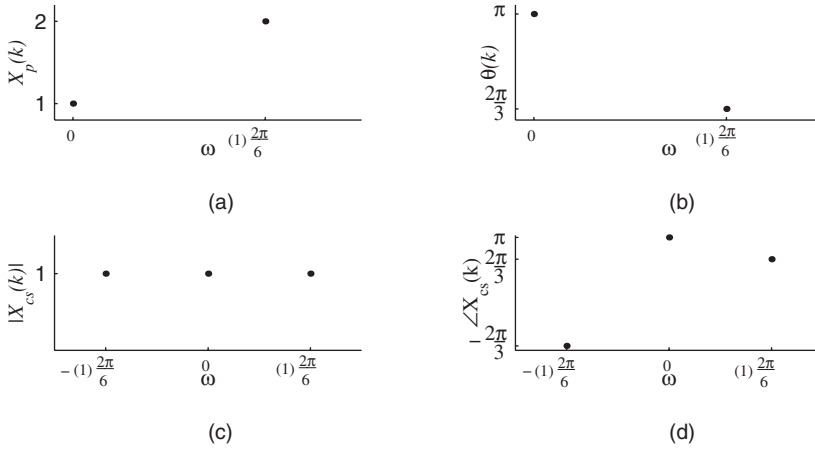 2
1
X_p(k)
0
(1) 2π/6
ω
(a)
π
2π/3
θ(k)
0
(1) 2π/6
ω
(b)
1
|X_cs(k)|
− (1) 2π/6
0
(1) 2π/6
ω
(c)
π
2π/3
− 2π/3
∠X_cs(k)
− (1) 2π/6
0
(1) 2π/6
ω
(d)